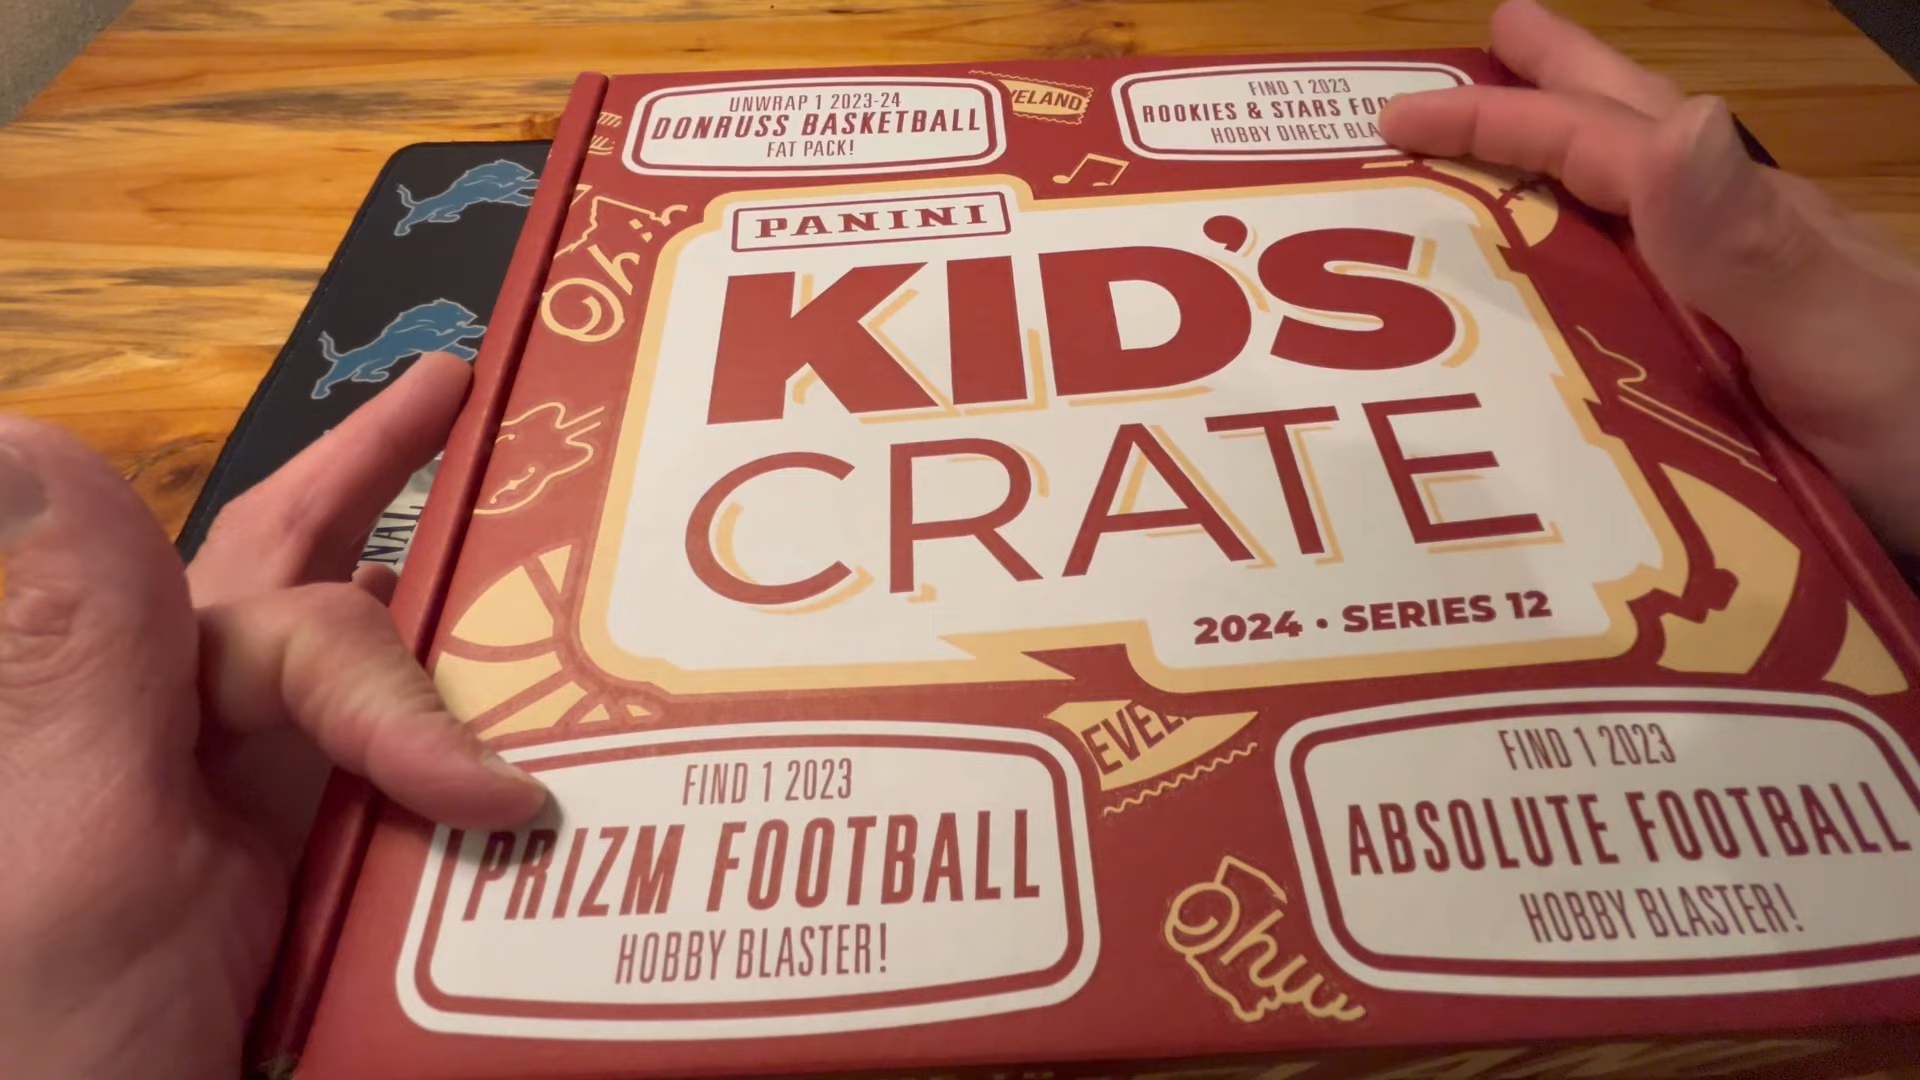 UNWRAP 1 2023-24
DONRUSS BASKETBALL
FAT PACK!
FIND 1 2023
ROOKIES & STARS
HOBBY DIRECT
PANINI
KID'S
CRATE
2024 • SERIES 12
FIND 1 2023
PRIZM FOOTBALL
HOBBY BLASTER!
FIND 1 2023
ABSOLUTE FOOTBALL
HOBBY BLASTER!
Ohio